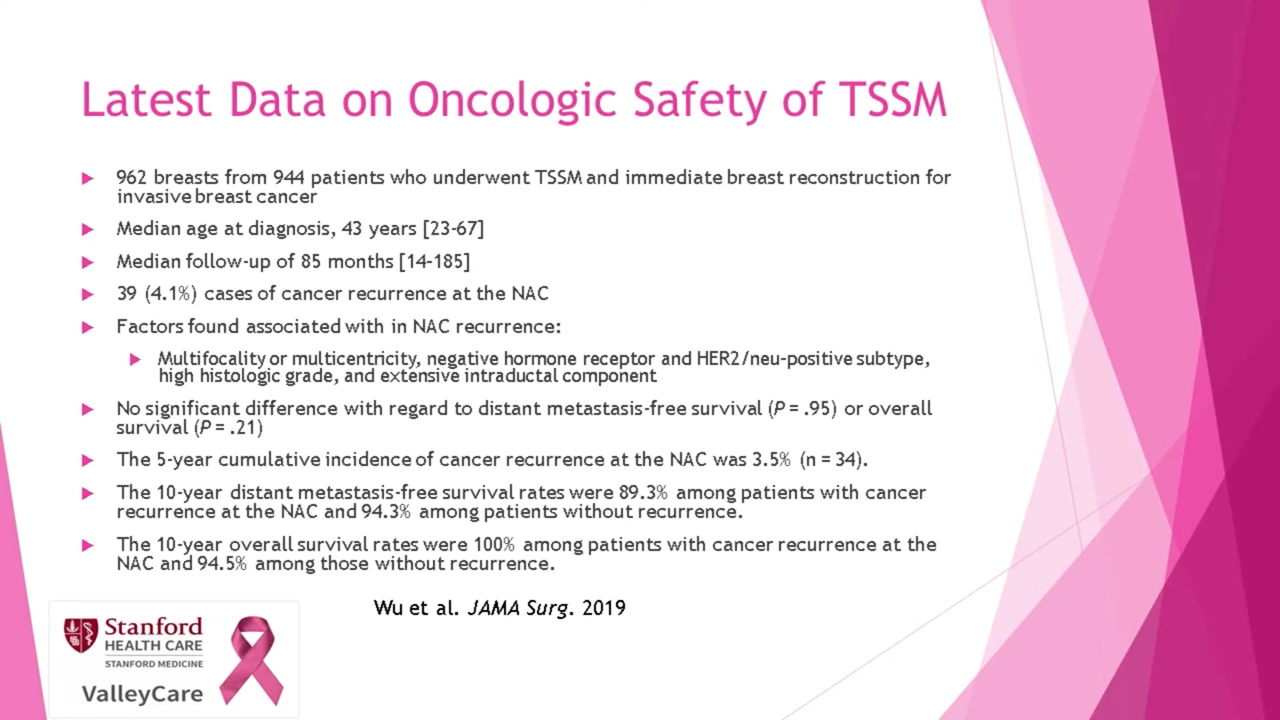 Latest Data on Oncologic Safety of TSSM
962 breasts from 944 patients who underwent TSSM and immediate breast reconstruction for
invasive breast cancer
Median age at diagnosis, 43 years [23-67]
Median follow-up of 85 months [14-185]
39 (4.1%) cases of cancer recurrence at the NAC
Factors found associated with in NAC recurrence:
Multifocality or multicentricity, negative hormone receptor and HER2/neu-positive subtype,
high histologic grade, and extensive intraductal component
No significant difference with regard to distant metastasis-free survival (P = .95) or overall
survival (P = .21)
The 5-year cumulative incidence of cancer recurrence at the NAC was 3.5% (n = 34).
The 10-year distant metastasis-free survival rates were 89.3% among patients with cancer
recurrence at the NAC and 94.3% among patients without recurrence.
The 10-year overall survival rates were 100% among patients with cancer recurrence at the
NAC and 94.5% among those without recurrence.
Wu et al. JAMA Surg. 2019
Stanford
HEALTH CARE
STANFORD MEDICINE
ValleyCare